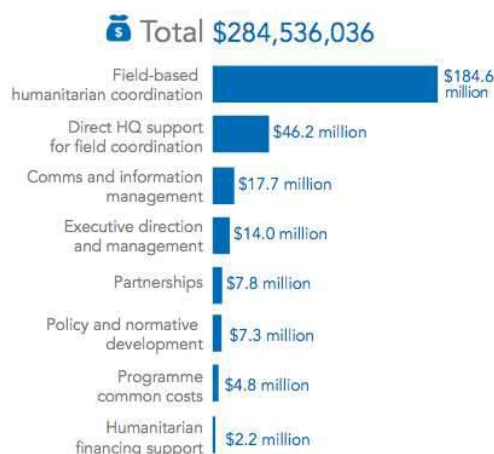 Total $284,536,036
Field-based
humanitarian coordination
$184.6
million
Direct HQ support
for field coordination
$46.2 million
Comms and information
management
$17.7 million
Executive direction
and management
$14.0 million
Partnerships
$7.8 million
Policy and normative
development
$7.3 million
Programme
common costs
$4.8 million
Humanitarian
financing support
$2.2 million